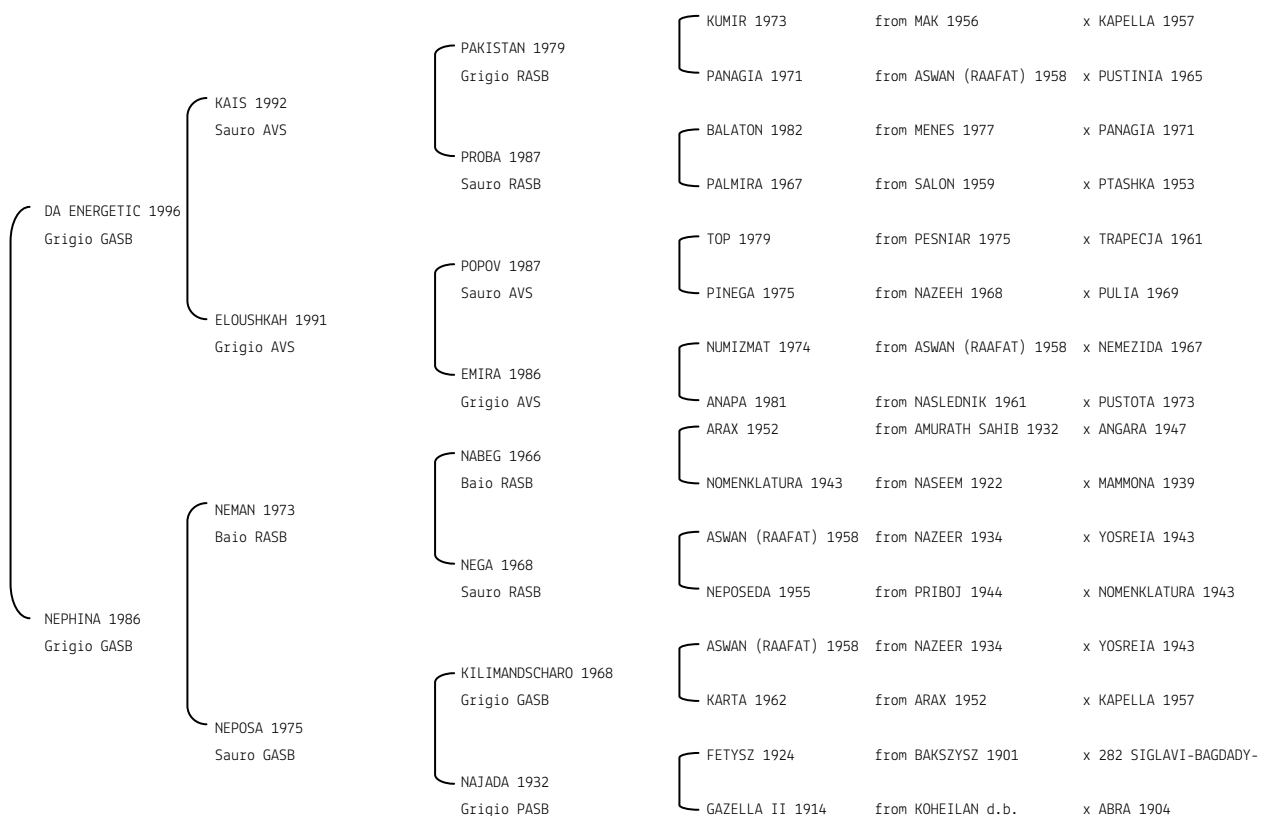 KUMIR 1973 from MAK 1956 x KAPELLA 1957
PAKISTAN 1979
Grigio RASB
PANAGIA 1971 from ASWAN (RAAFAT) 1958 x PUSTINIA 1965
KAIS 1992
Sauro AVS
BALATON 1982 from MENES 1977 x PANAGIA 1971
PROBA 1987
Sauro RASB
PALMIRA 1967 from SALON 1959 x PTASHKA 1953
DA ENERGETIC 1996
Grigio GASB
TOP 1979 from PESNIAR 1975 x TRAPECJA 1961
POPOV 1987
Sauro AVS
PINEGA 1975 from NAZEEH 1968 x PULIA 1969
ELOUSHKAH 1991
Grigio AVS
NUMIZMAT 1974 from ASWAN (RAAFAT) 1958 x NEMEZIDA 1967
EMIRA 1986
Grigio AVS
ANAPA 1981 from NASLEDNIK 1961 x PUSTOTA 1973
ARAX 1952 from AMURATH SAHIB 1932 x ANGARA 1947
NABEG 1966
Baio RASB
NOMENKLATURA 1943 from NASEEM 1922 x MAMMONA 1939
NEMAN 1973
Baio RASB
ASWAN (RAAFAT) 1958 from NAZEER 1934 x YOSREIA 1943
NEGA 1968
Sauro RASB
NEPOSEDA 1955 from PRIBOJ 1944 x NOMENKLATURA 1943
NEPHINA 1986
Grigio GASB
ASWAN (RAAFAT) 1958 from NAZEER 1934 x YOSREIA 1943
KILIMANDSCHARO 1968
Grigio GASB
KARTA 1962 from ARAX 1952 x KAPELLA 1957
NEPOSA 1975
Sauro GASB
FETYSZ 1924 from BAKSZYSZ 1901 x 282 SIGLAVI-BAGDADY-
NAJADA 1932
Grigio PASB
GAZELLA II 1914 from KOHEILAN d.b. x ABRA 1904